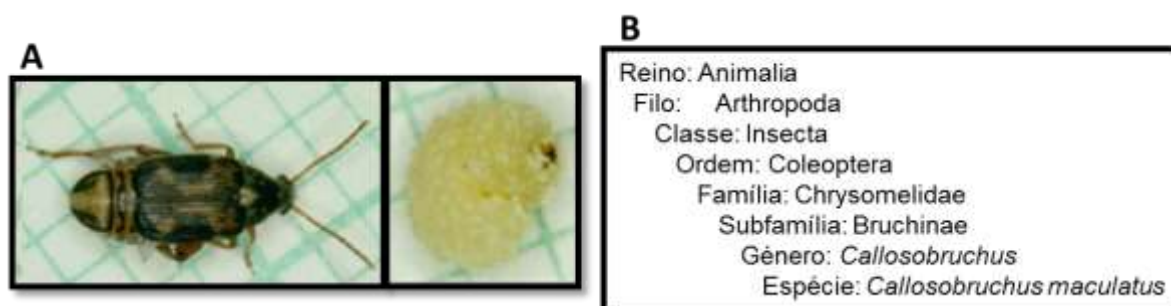 A
B
Reino: Animalia
Filo: Arthropoda
Classe: Insecta
Ordem: Coleoptera
Família: Chrysomelidae
Subfamília: Bruchinae
Género: Callosobruchus
Espécie: Callosobruchus maculatus